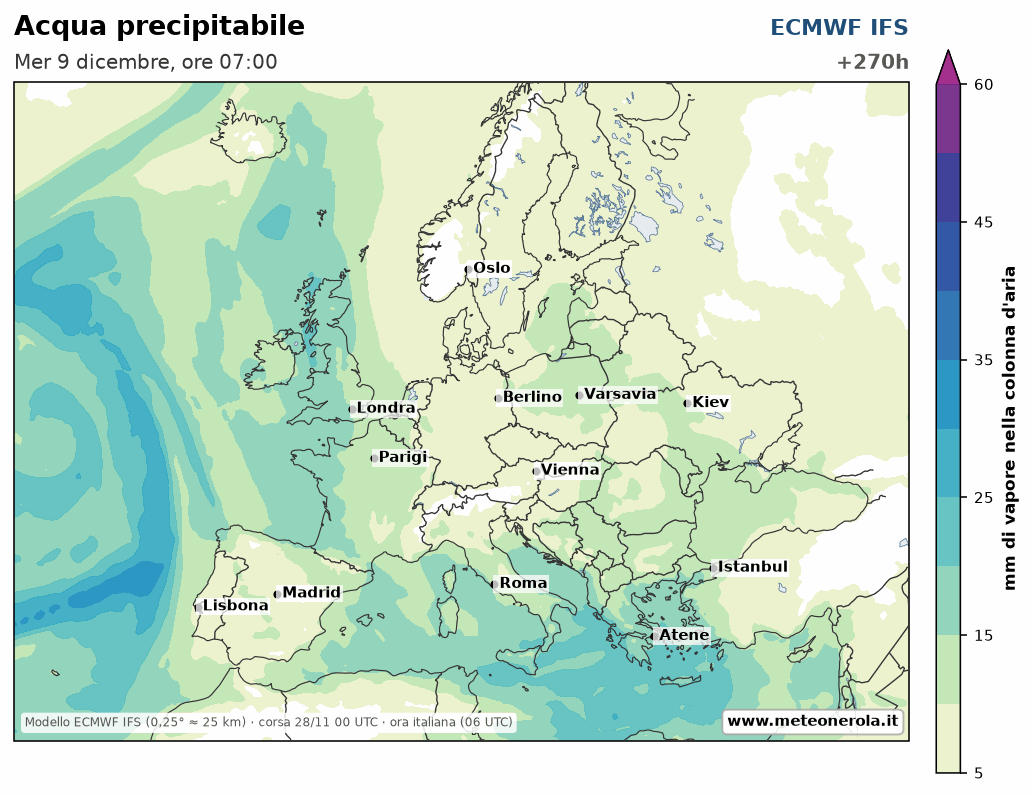 Acqua precipitabile
ECMWF IFS
Mer 9 dicembre, ore 07:00
+270h
60
45
35
25
15
5
mm di vapore nella colonna d'aria
Oslo
Berlino
Varsavia
Kiev
Londra
Parigi
Vienna
Istanbul
Roma
Madrid
Lisbona
Atene
Modello ECMWF IFS (0,25° ≈ 25 km) · corsa 28/11 00 UTC · ora italiana (06 UTC)
www.meteonerola.it